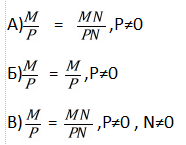 А) M/P = MN/PN ,P≠0
Б) M/P = M/P ,P≠0
В) M/P = MN/PN ,P≠0 , N≠0